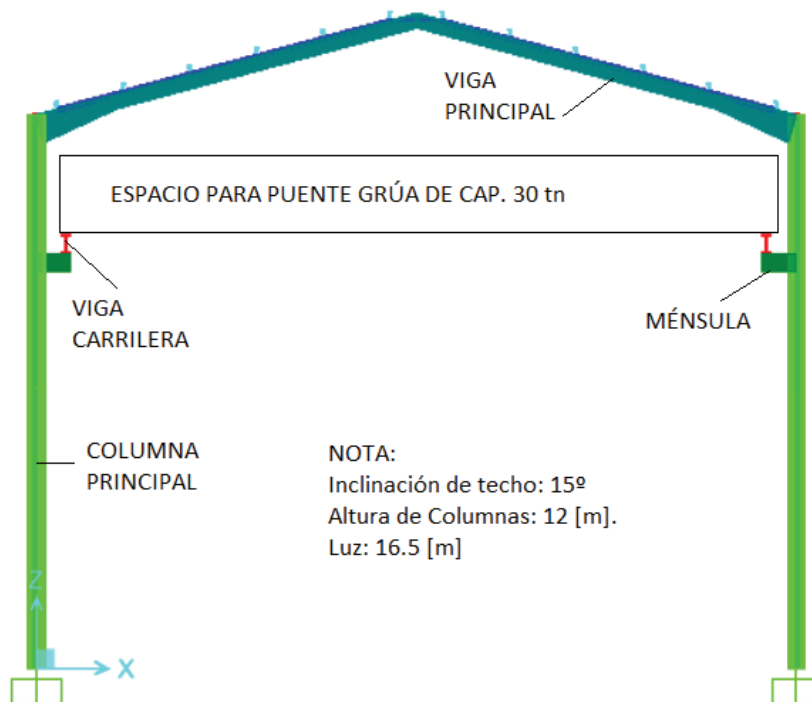 VIGA
PRINCIPAL
ESPACIO PARA PUENTE GRÚA DE CAP. 30 tn
VIGA
CARRILERA
MÉNSULA
COLUMNA
PRINCIPAL
NOTA:
Inclinación de techo: 15º
Altura de Columnas: 12 [m].
Luz: 16.5 [m]
Z
X